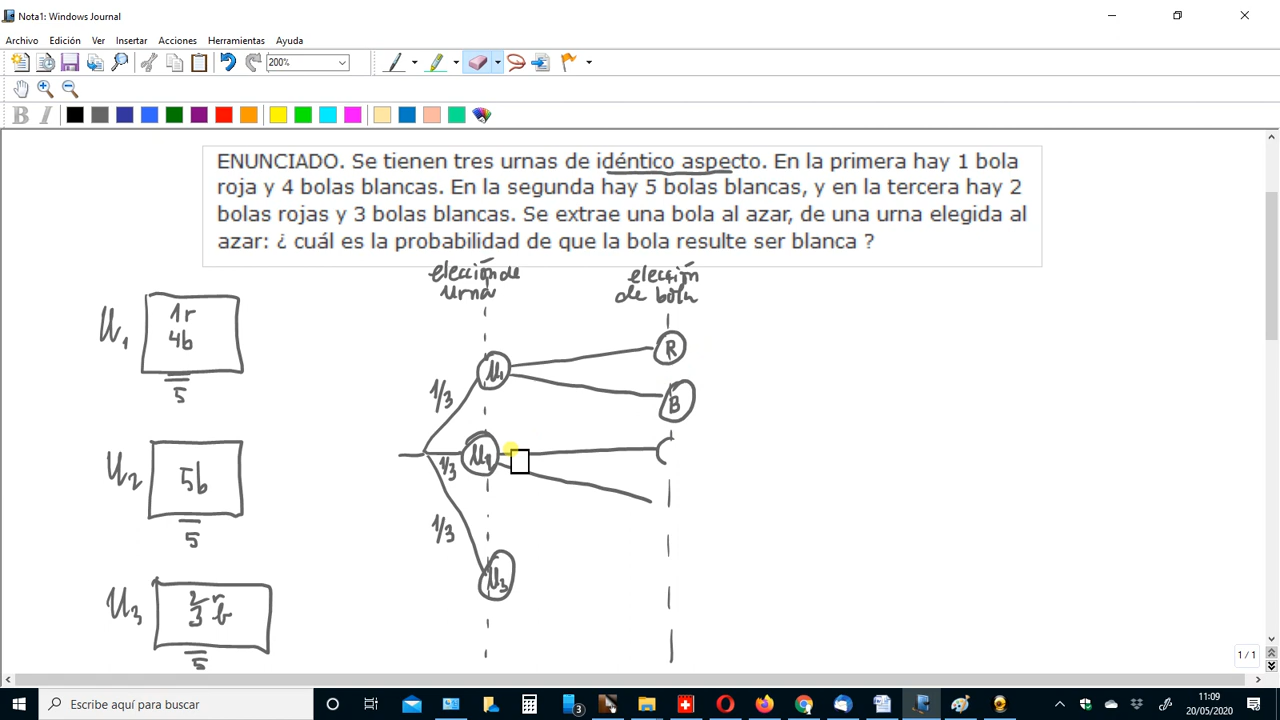 Nota1: Windows Journal
Archivo Edición Ver Insertar Acciones Herramientas Ayuda
200%
B I
ENUNCIADO. Se tienen tres urnas de idéntico aspecto. En la primera hay 1 bola
roja y 4 bolas blancas. En la segunda hay 5 bolas blancas, y en la tercera hay 2
bolas rojas y 3 bolas blancas. Se extrae una bola al azar, de una urna elegida al
azar: ¿ cuál es la probabilidad de que la bola resulte ser blanca ?
elección de
urna
elección
de bola
U1
1r
4b
5
1/3
U1
R
B
U2
5b
5
1/3
1/3
U3
U3
2 r
3 b
5
1 / 1
Escribe aquí para buscar
3
11:09
20/05/2020